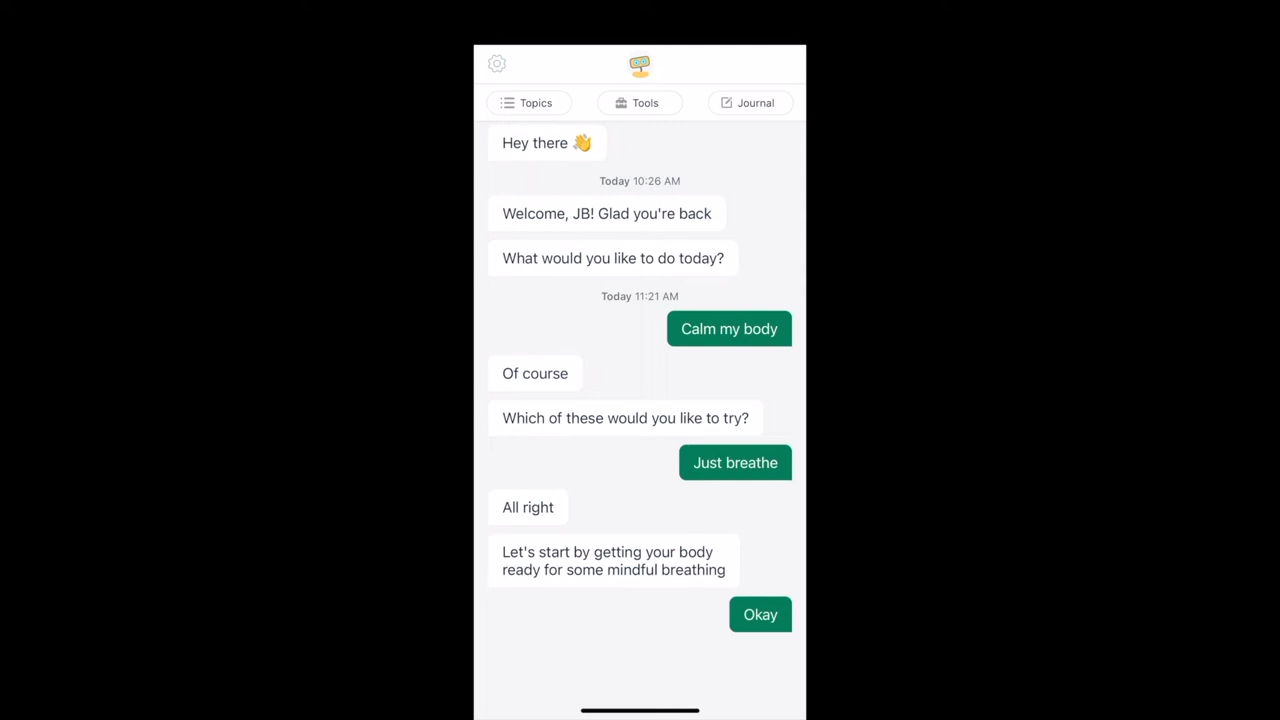 Topics
Tools
Journal
Hey there 👋
Today 10:26 AM
Welcome, JB! Glad you're back
What would you like to do today?
Today 11:21 AM
Calm my body
Of course
Which of these would you like to try?
Just breathe
All right
Let's start by getting your body
ready for some mindful breathing
Okay